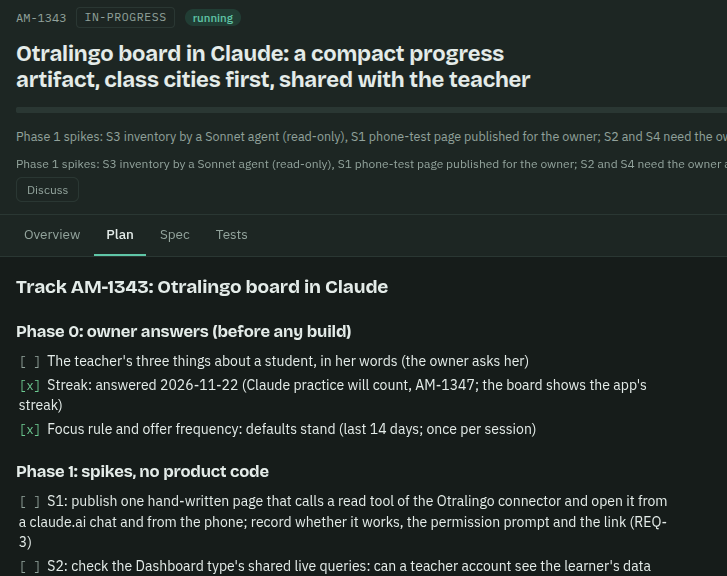 AM-1343 IN-PROGRESS running
Otralingo board in Claude: a compact progress
artifact, class cities first, shared with the teacher
Phase 1 spikes: S3 inventory by a Sonnet agent (read-only), S1 phone-test page published for the owner; S2 and S4 need the
Phase 1 spikes: S3 inventory by a Sonnet agent (read-only), S1 phone-test page published for the owner; S2 and S4 need the owner
Discuss
Overview Plan Spec Tests
Track AM-1343: Otralingo board in Claude
Phase 0: owner answers (before any build)
[ ] The teacher's three things about a student, in her words (the owner asks her)
[x] Streak: answered 2026-11-22 (Claude practice will count, AM-1347; the board shows the app's
streak)
[x] Focus rule and offer frequency: defaults stand (last 14 days; once per session)
Phase 1: spikes, no product code
[ ] S1: publish one hand-written page that calls a read tool of the Otralingo connector and open it from
a claude.ai chat and from the phone; record whether it works, the permission prompt and the link (REQ-
3)
[ ] S2: check the Dashboard type's shared live queries: can a teacher account see the learner's data